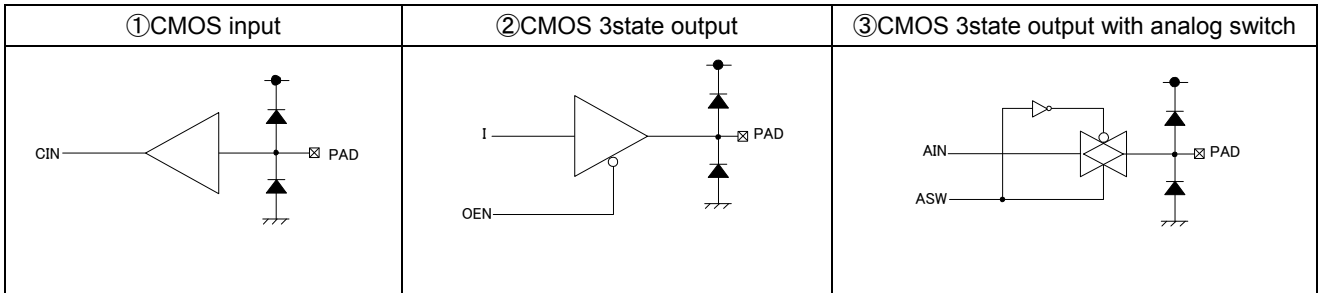 ①CMOS input
②CMOS 3state output
③CMOS 3state output with analog switch
CIN
PAD
I
PAD
OEN
AIN
PAD
ASW